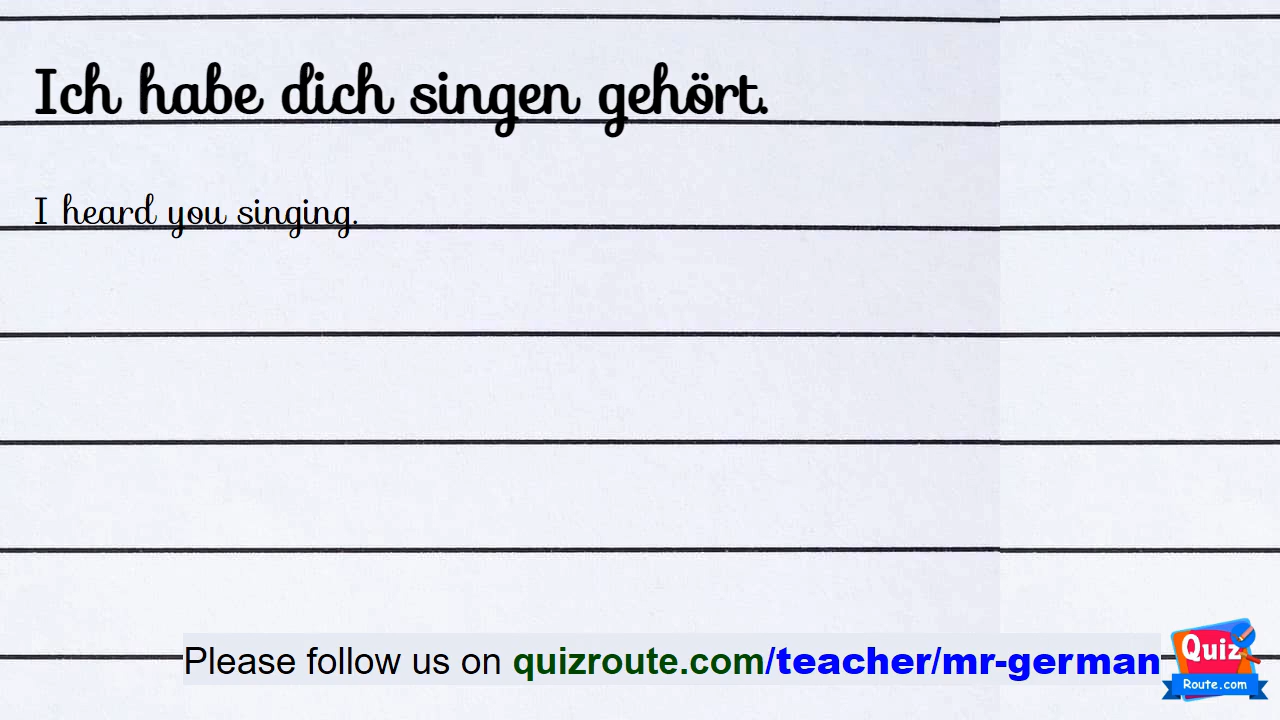 Ich habe dich singen gehört.
I heard you singing.
Please follow us on quizroute.com/teacher/mr-german
Quiz
Route.com